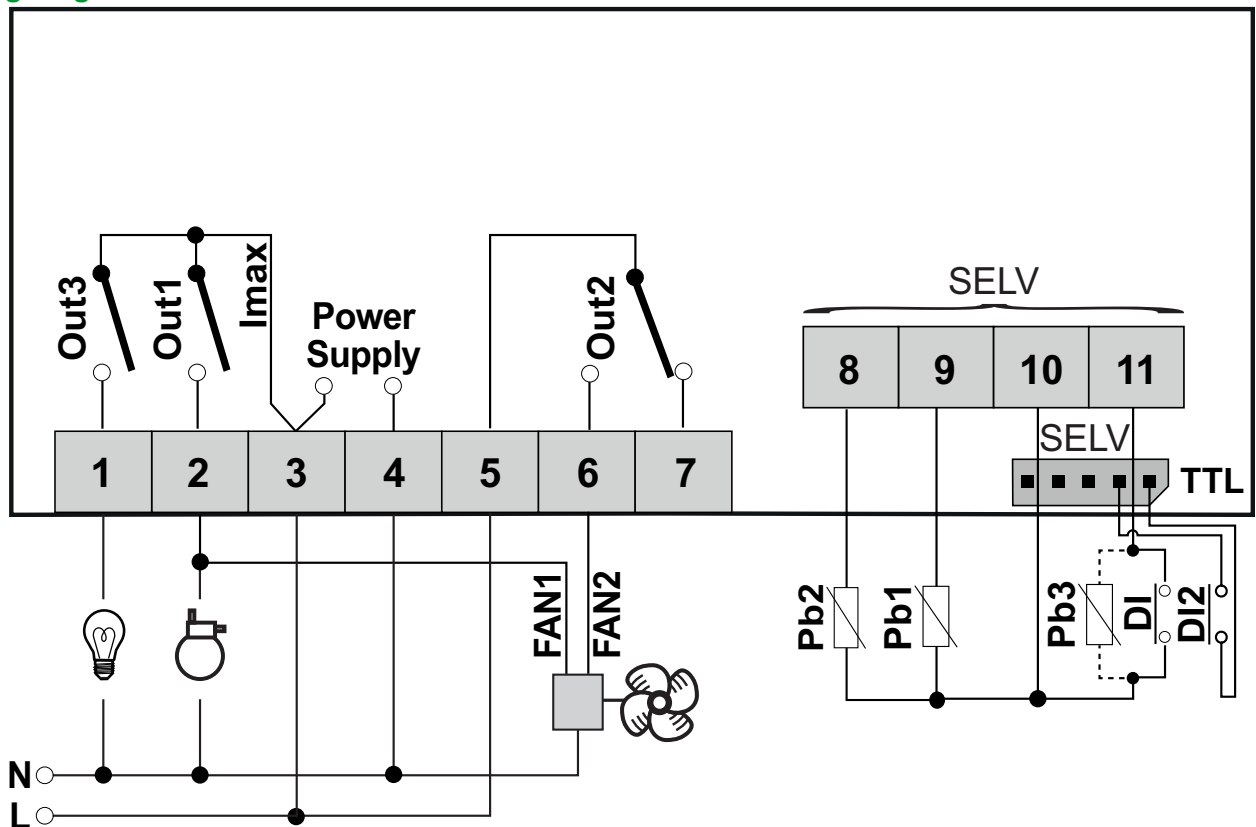 Out3
Out1
Imax
Power
Supply
Out2
SELV
8 9 10 11
SELV
TTL
1 2 3 4 5 6 7
FAN1
FAN2
Pb2
Pb1
Pb3
DI
DI2
N
L